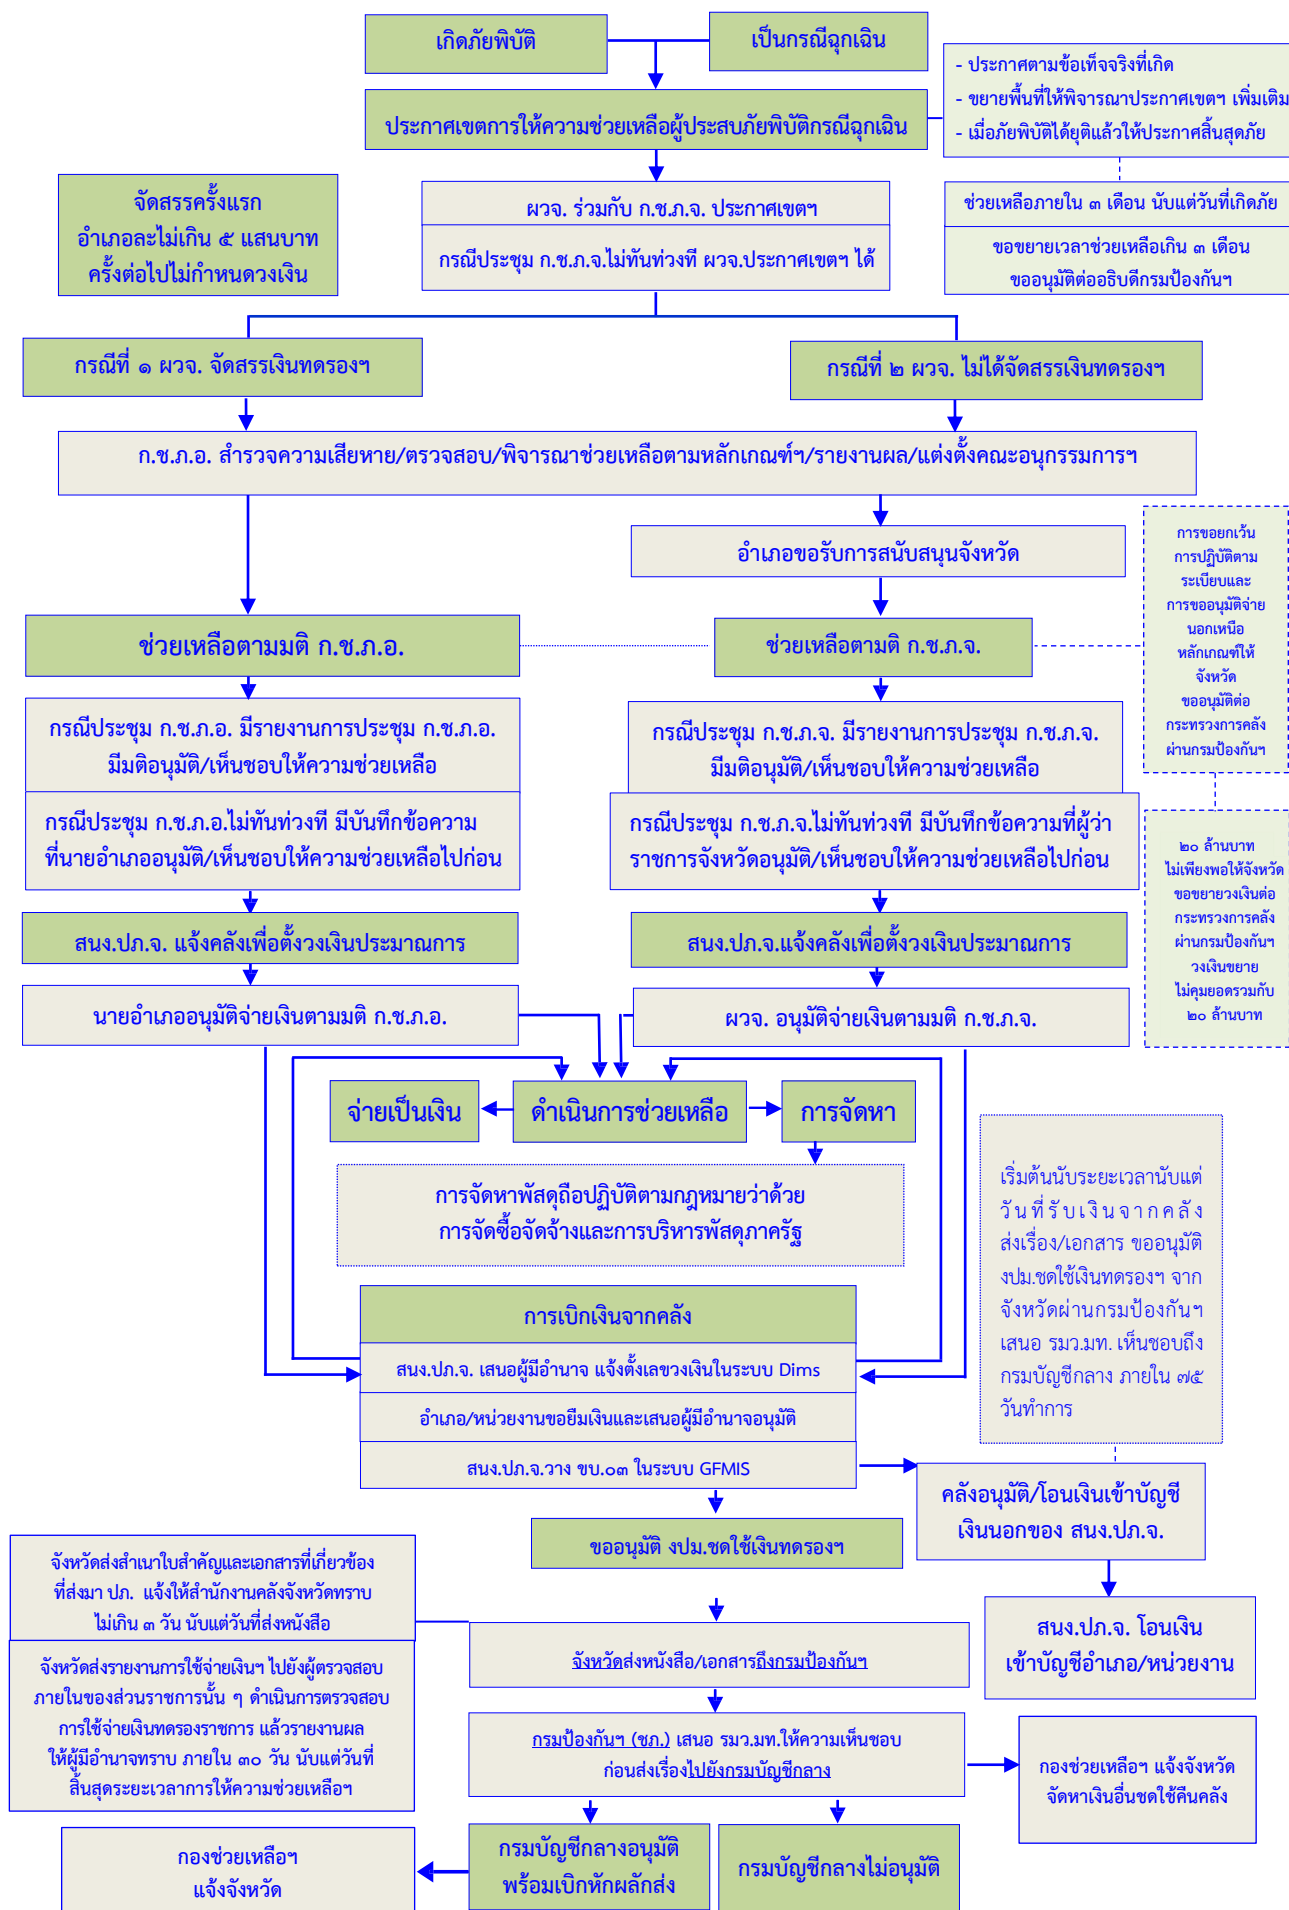 เกิดภัยพิบัติ
เป็นกรณีฉุกเฉิน
- ประกาศตามข้อเท็จจริงที่เกิด
- ขยายพื้นที่ให้พิจารณาประกาศเขตฯ เพิ่มเติม
- เมื่อภัยพิบัติได้ยุติแล้วให้ประกาศสิ้นสุดภัย
ประกาศเขตการให้ความช่วยเหลือผู้ประสบภัยพิบัติกรณีฉุกเฉิน
จัดสรรครั้งแรก
อำเภอละไม่เกิน ๕ แสนบาท
ครั้งต่อไปไม่กำหนดวงเงิน
ผวจ. ร่วมกับ ก.ช.ภ.จ. ประกาศเขตฯ
กรณีประชุม ก.ช.ภ.จ.ไม่ทันท่วงที ผวจ.ประกาศเขตฯ ได้
ช่วยเหลือภายใน ๓ เดือน นับแต่วันที่เกิดภัย
ขอขยายเวลาช่วยเหลือเกิน ๓ เดือน
ขออนุมัติต่ออธิบดีกรมป้องกันฯ
กรณีที่ ๑ ผวจ. จัดสรรเงินทดรองฯ
กรณีที่ ๒ ผวจ. ไม่ได้จัดสรรเงินทดรองฯ
ก.ช.ภ.อ. สำรวจความเสียหาย/ตรวจสอบ/พิจารณาช่วยเหลือตามหลักเกณฑ์ฯ/รายงานผล/แต่งตั้งคณะอนุกรรมการฯ
อำเภอขอรับการสนับสนุนจังหวัด
การขอยกเว้น
การปฏิบัติตาม
ระเบียบและ
การขออนุมัติจ่าย
นอกเหนือ
หลักเกณฑ์ให้
จังหวัด
ขออนุมัติต่อ
กระทรวงการคลัง
ผ่านกรมป้องกันฯ
ช่วยเหลือตามมติ ก.ช.ภ.อ.
ช่วยเหลือตามติ ก.ช.ภ.จ.
กรณีประชุม ก.ช.ภ.อ. มีรายงานการประชุม ก.ช.ภ.อ.
มีมติอนุมัติ/เห็นชอบให้ความช่วยเหลือ
กรณีประชุม ก.ช.ภ.อ.ไม่ทันท่วงที มีบันทึกข้อความ
ที่นายอำเภออนุมัติ/เห็นชอบให้ความช่วยเหลือไปก่อน
กรณีประชุม ก.ช.ภ.จ. มีรายงานการประชุม ก.ช.ภ.จ.
มีมติอนุมัติ/เห็นชอบให้ความช่วยเหลือ
กรณีประชุม ก.ช.ภ.จ.ไม่ทันท่วงที มีบันทึกข้อความที่ผู้ว่า
ราชการจังหวัดอนุมัติ/เห็นชอบให้ความช่วยเหลือไปก่อน
๒๐ ล้านบาท
ไม่เพียงพอให้จังหวัด
ขอขยายวงเงินต่อ
กระทรวงการคลัง
ผ่านกรมป้องกันฯ
วงเงินขยาย
ไม่คุมยอดรวมกับ
๒๐ ล้านบาท
สนง.ปภ.จ. แจ้งคลังเพื่อตั้งวงเงินประมาณการ
สนง.ปภ.จ.แจ้งคลังเพื่อตั้งวงเงินประมาณการ
นายอำเภออนุมัติจ่ายเงินตามมติ ก.ช.ภ.อ.
ผวจ. อนุมัติจ่ายเงินตามมติ ก.ช.ภ.จ.
จ่ายเป็นเงิน
ดำเนินการช่วยเหลือ
การจัดหา
การจัดหาพัสดุถือปฏิบัติตามกฎหมายว่าด้วย
การจัดซื้อจัดจ้างและการบริหารพัสดุภาครัฐ
เริ่มต้นนับระยะเวลานับแต่
วันที่รับเงินจากคลัง
ส่งเรื่อง/เอกสาร ขออนุมัติ
งปม.ชดใช้เงินทดรองฯ จาก
จังหวัดผ่านกรมป้องกันฯ
เสนอ รมว.มท. เห็นชอบถึง
กรมบัญชีกลาง ภายใน ๗๕
วันทำการ
การเบิกเงินจากคลัง
สนง.ปภ.จ. เสนอผู้มีอำนาจ แจ้งตั้งเลขวงเงินในระบบ Dims
อำเภอ/หน่วยงานขอยืมเงินและเสนอผู้มีอำนาจอนุมัติ
สนง.ปภ.จ.วาง ขบ.๐๓ ในระบบ GFMIS
คลังอนุมัติ/โอนเงินเข้าบัญชี
เงินนอกของ สนง.ปภ.จ.
ขออนุมัติ งปม.ชดใช้เงินทดรองฯ
จังหวัดส่งสำเนาใบสำคัญและเอกสารที่เกี่ยวข้อง
ที่ส่งมา ปภ. แจ้งให้สำนักงานคลังจังหวัดทราบ
ไม่เกิน ๓ วัน นับแต่วันที่ส่งหนังสือ
จังหวัดส่งรายงานการใช้จ่ายเงินฯ ไปยังผู้ตรวจสอบ
ภายในของส่วนราชการนั้น ๆ ดำเนินการตรวจสอบ
การใช้จ่ายเงินทดรองราชการ แล้วรายงานผล
ให้ผู้มีอำนาจทราบ ภายใน ๓๐ วัน นับแต่วันที่
สิ้นสุดระยะเวลาการให้ความช่วยเหลือฯ
จังหวัดส่งหนังสือ/เอกสารถึงกรมป้องกันฯ
สนง.ปภ.จ. โอนเงิน
เข้าบัญชีอำเภอ/หน่วยงาน
กรมป้องกันฯ (ชภ.) เสนอ รมว.มท.ให้ความเห็นชอบ
ก่อนส่งเรื่องไปยังกรมบัญชีกลาง
กองช่วยเหลือฯ แจ้งจังหวัด
จัดหาเงินอื่นชดใช้คืนคลัง
กองช่วยเหลือฯ
แจ้งจังหวัด
กรมบัญชีกลางอนุมัติ
พร้อมเบิกหักผลักส่ง
กรมบัญชีกลางไม่อนุมัติ